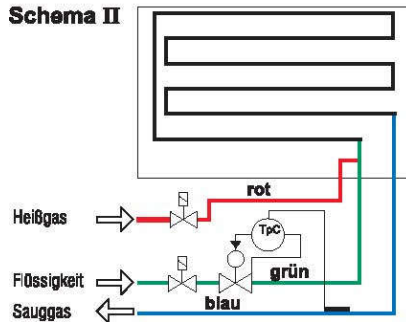 Schema II
rot
Heißgas
TpC
grün
Flüssigkeit
blau
Sauggas